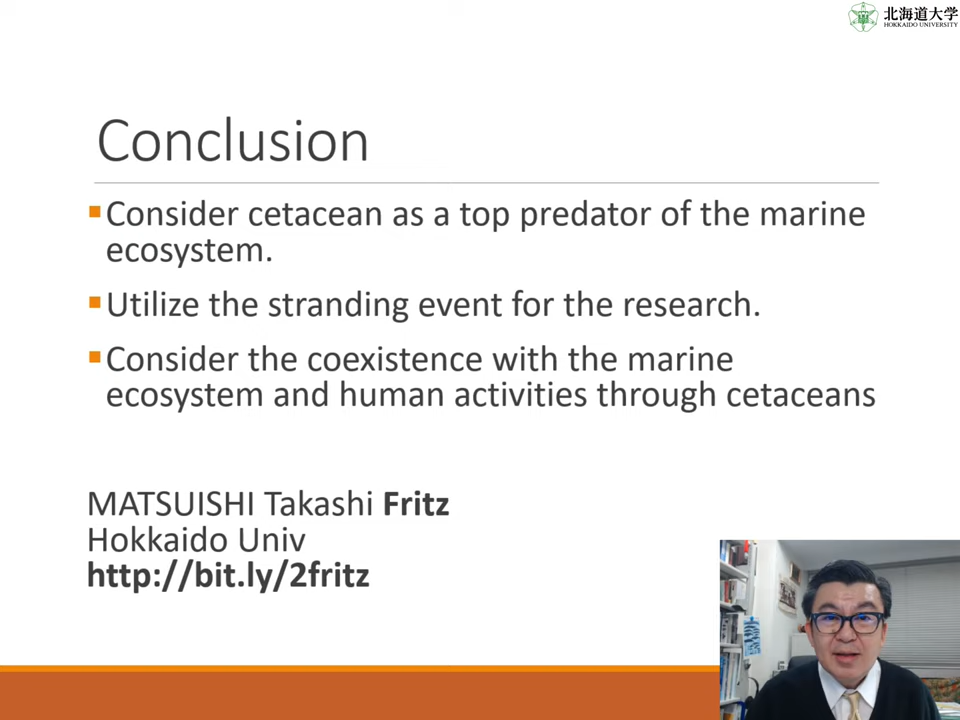 北海道大学
HOKKAIDO UNIVERSITY
Conclusion
Consider cetacean as a top predator of the marine
ecosystem.
Utilize the stranding event for the research.
Consider the coexistence with the marine
ecosystem and human activities through cetaceans
MATSUISHI Takashi Fritz
Hokkaido Univ
http://bit.ly/2fritz